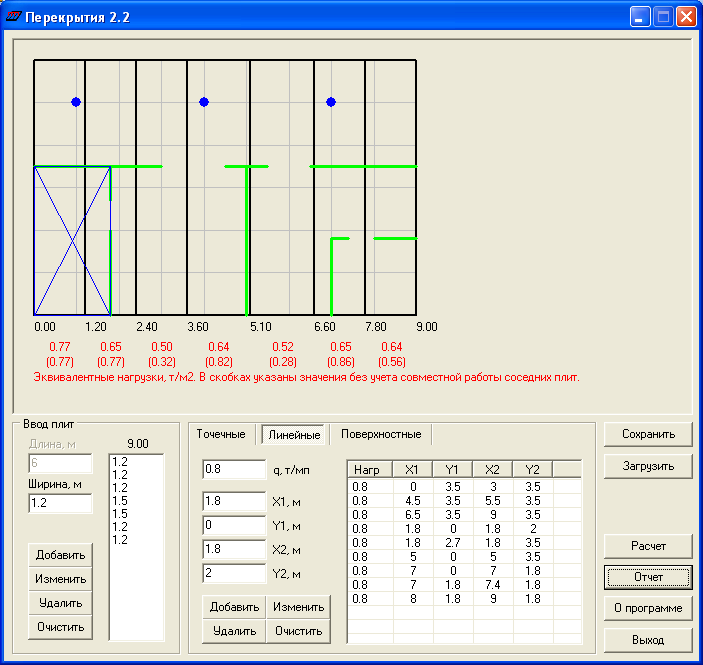 Перекрытия 2.2
0.00 1.20 2.40 3.60 5.10 6.60 7.80 9.00
0.77 0.65 0.50 0.64 0.52 0.65 0.64
(0.77) (0.77) (0.32) (0.82) (0.28) (0.86) (0.56)
Эквивалентные нагрузки, т/м2. В скобках указаны значения без учета совместной работы соседних плит.
Ввод плит
Длина, м
6
Ширина, м
1.2
9.00
1.2
1.2
1.2
1.5
1.5
1.2
1.2
Добавить
Изменить
Удалить
Очистить
Точечные Линейные Поверхностные
0.8 q, т/мп
1.8 X1, м
0 Y1, м
1.8 X2, м
2 Y2, м
Добавить Изменить
Удалить Очистить
Нагр X1 Y1 X2 Y2
0.8 0 3.5 3 3.5
0.8 4.5 3.5 5.5 3.5
0.8 6.5 3.5 9 3.5
0.8 1.8 0 1.8 2
0.8 1.8 2.7 1.8 3.5
0.8 5 0 5 3.5
0.8 7 0 7 1.8
0.8 7 1.8 7.4 1.8
0.8 8 1.8 9 1.8
Сохранить
Загрузить
Расчет
Отчет
О программе
Выход